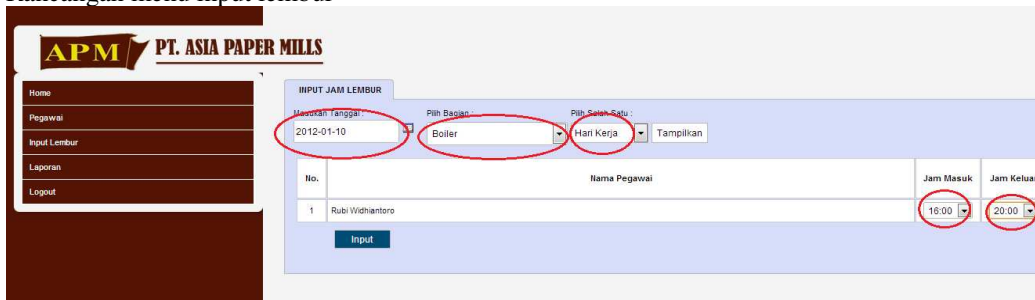 Rancangan menu input lembur
APM PT. ASIA PAPER MILLS
Home
Pegawai
Input Lembur
Laporan
Logout
INPUT JAM LEMBUR
Masukan Tanggal : Pilih Bagian : Pilih Salah Satu :
2012-01-10 Boiler Hari Kerja Tampilkan
No. Nama Pegawai Jam Masuk Jam Keluar
1 Rubi Widhiantoro 16:00 20:00
Input